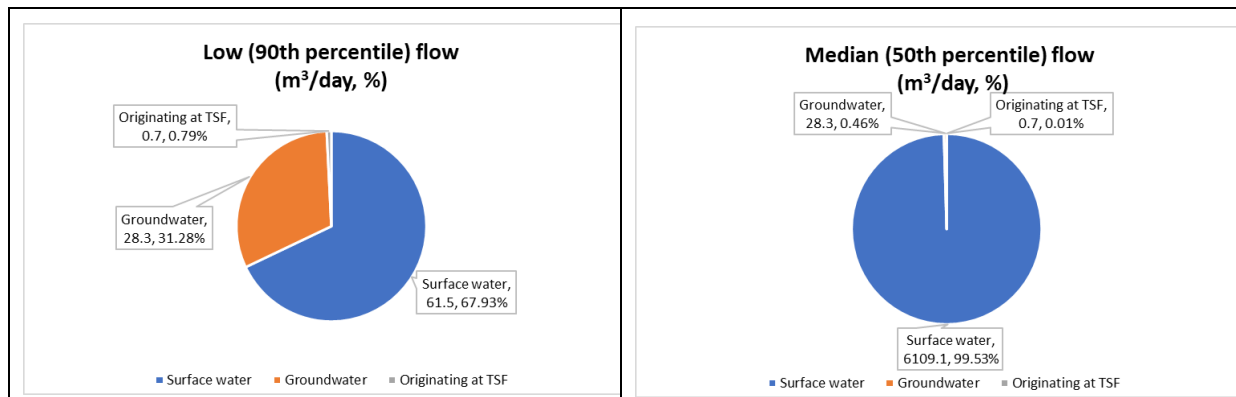 Low (90th percentile) flow
(m³/day, %)
Originating at TSF,
0.7, 0.79%
Groundwater,
28.3, 31.28%
Surface water,
61.5, 67.93%
Surface water
Groundwater
Originating at TSF
Median (50th percentile) flow
(m³/day, %)
Groundwater,
28.3, 0.46%
Originating at TSF,
0.7, 0.01%
Surface water,
6109.1, 99.53%
Surface water
Groundwater
Originating at TSF